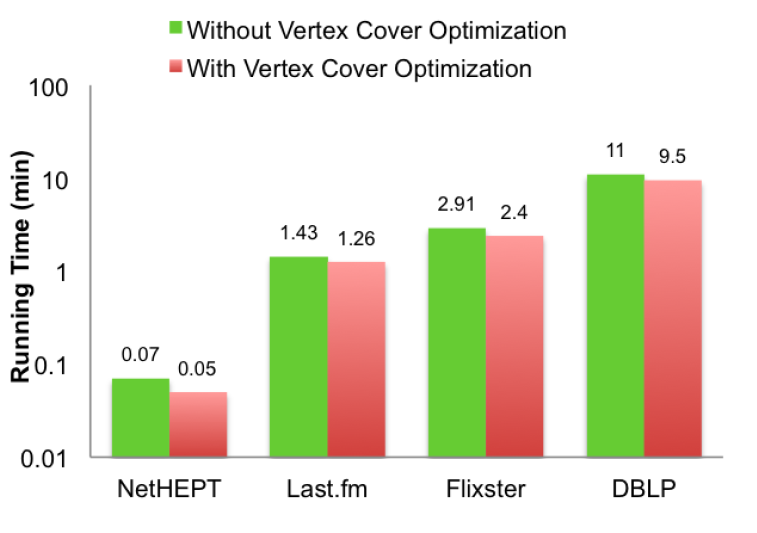 Without Vertex Cover Optimization
With Vertex Cover Optimization
Running Time (min)
100
10
1
0.1
0.01
0.07
0.05
1.43
1.26
2.91
2.4
11
9.5
NetHEPT
Last.fm
Flixster
DBLP